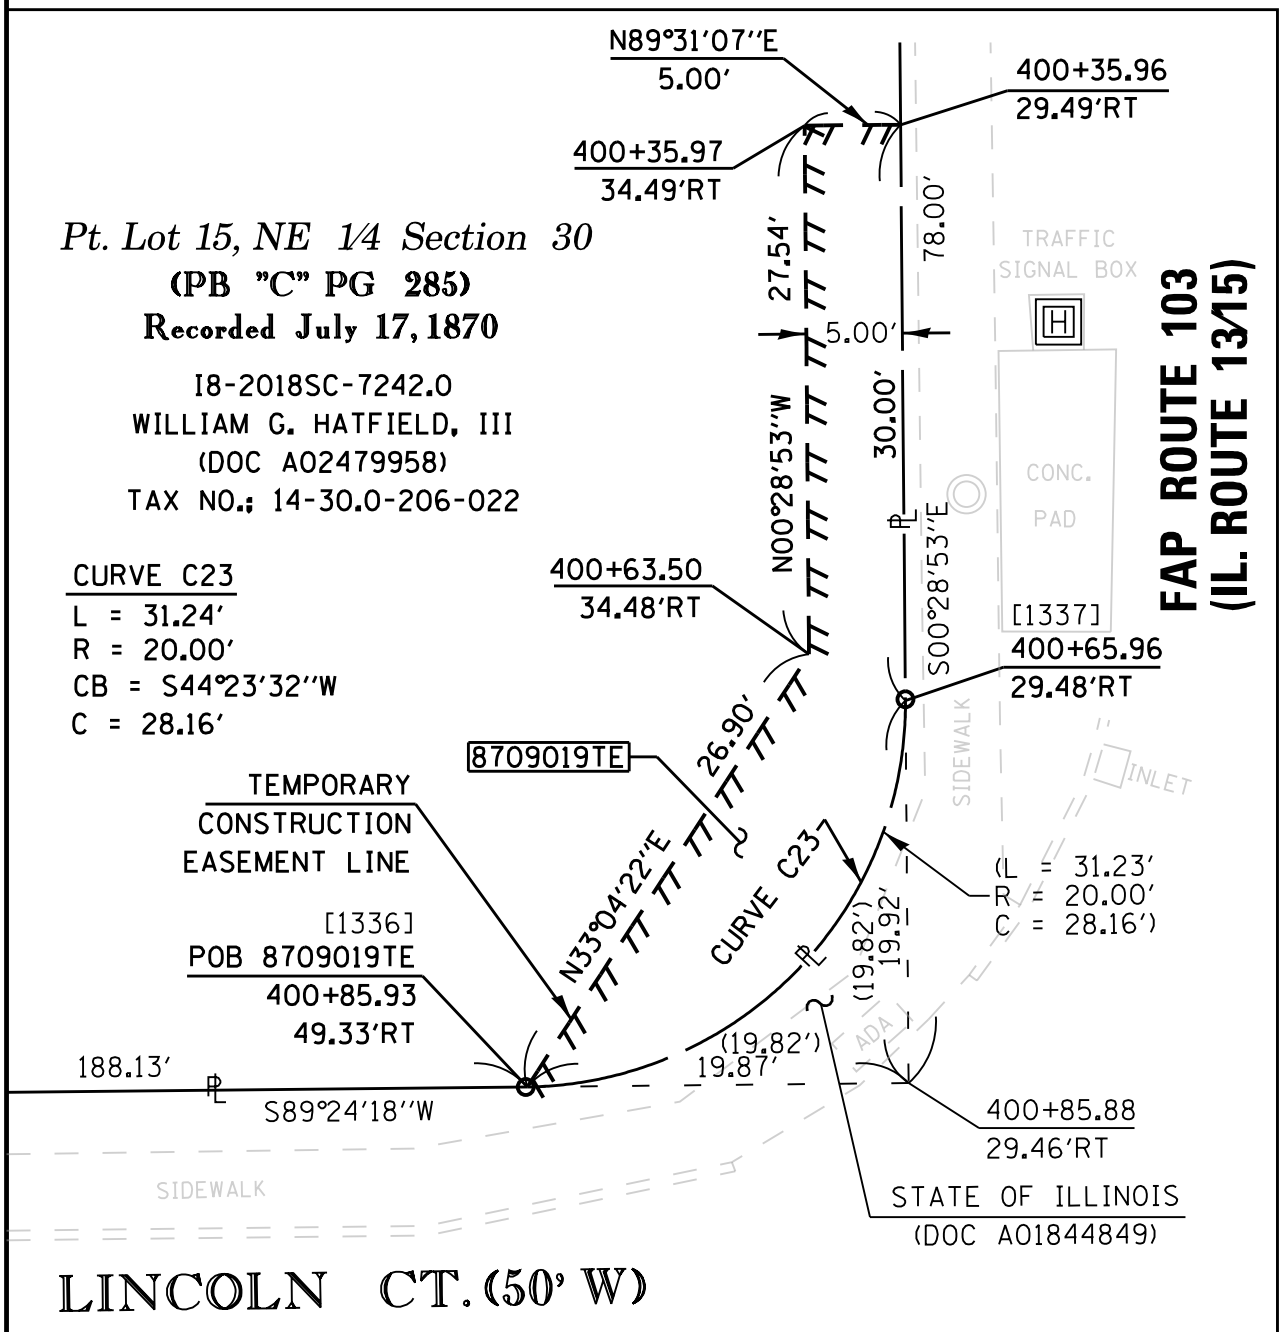 N89°31'07"E
5.00'
400+35.96
29.49'RT
400+35.97
34.49'RT
78.00'
27.54'
Pt. Lot 15, NE 1/4 Section 30
(PB "C" PG 285)
Recorded July 17, 1870
TRAFFIC
SIGNAL BOX
H
5.00'
FAP ROUTE 103
(IL. ROUTE 13/15)
I8-2018SC-7242.0
WILLIAM G. HATFIELD, III
(DOC A02479958)
TAX NO.: 14-30.0-206-022
N00°28'53"W
30.00'
CONC.
PAD
PL
S00°28'53"E
CURVE C23
L = 31.24'
R = 20.00'
CB = S44°23'32"W
C = 28.16'
400+63.50
34.48'RT
[1337]
400+65.96
29.48'RT
SIDEWALK
INLET
26.90'
8709019TE
TEMPORARY
CONSTRUCTION
EASEMENT LINE
N33°04'22"E
CURVE C23
PL
(L = 31.23'
R = 20.00'
C = 28.16')
(19.82')
19.92'
[1336]
POB 8709019TE
400+85.93
49.33'RT
ADA
(19.82')
19.87'
188.13'
PL
S89°24'18"W
400+85.88
29.46'RT
SIDEWALK
STATE OF ILLINOIS
(DOC A01844849)
LINCOLN CT. (50' W)